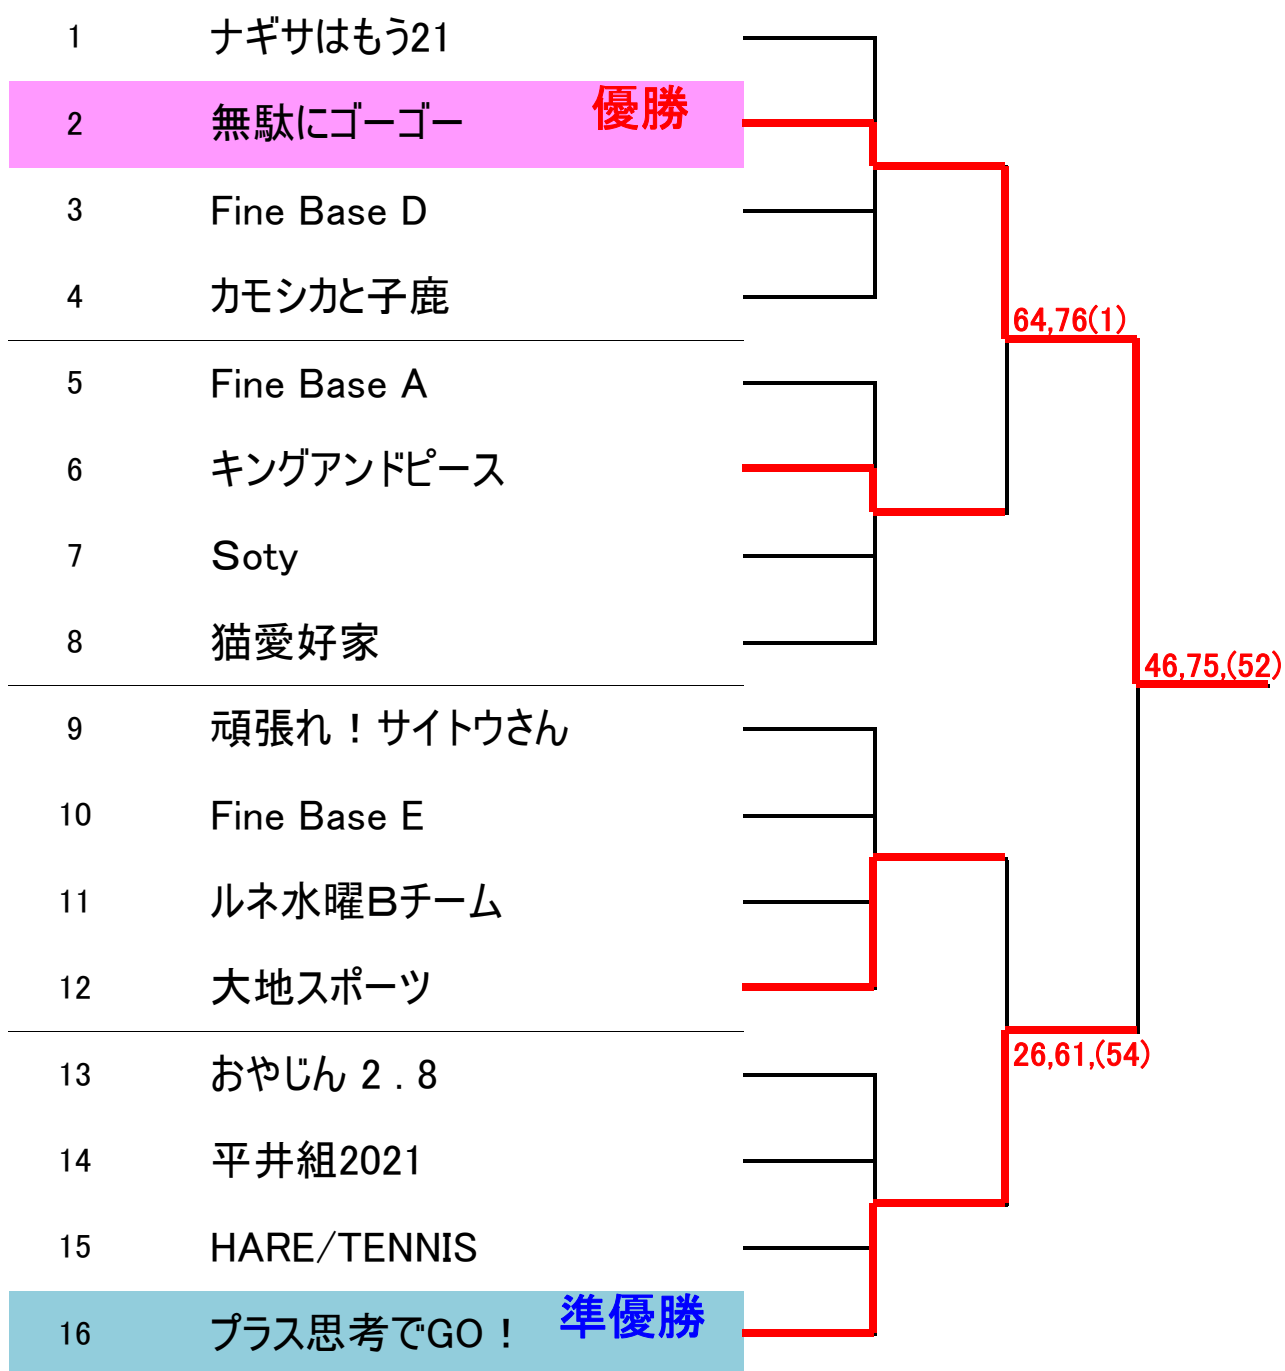 1 ナギサはもう21
2 無駄にゴーゴー 優勝
3 Fine Base D
4 カモシカと子鹿
64,76(1)
5 Fine Base A
6 キングアンドピース
7 Soty
8 猫愛好家
46,75,(52)
9 頑張れ！サイトウさん
10 Fine Base E
11 ルネ水曜Bチーム
12 大地スポーツ
26,61,(54)
13 おやじん 2．8
14 平井組2021
15 HARE/TENNIS
16 プラス思考でGO！ 準優勝